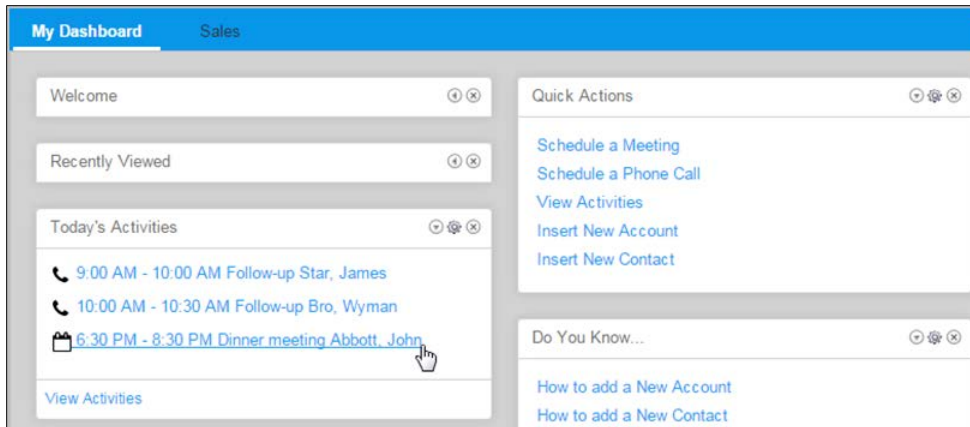 My Dashboard Sales
Welcome
Recently Viewed
Today's Activities
9:00 AM - 10:00 AM Follow-up Star, James
10:00 AM - 10:30 AM Follow-up Bro, Wyman
6:30 PM - 8:30 PM Dinner meeting Abbott, John
View Activities
Quick Actions
Schedule a Meeting
Schedule a Phone Call
View Activities
Insert New Account
Insert New Contact
Do You Know...
How to add a New Account
How to add a New Contact